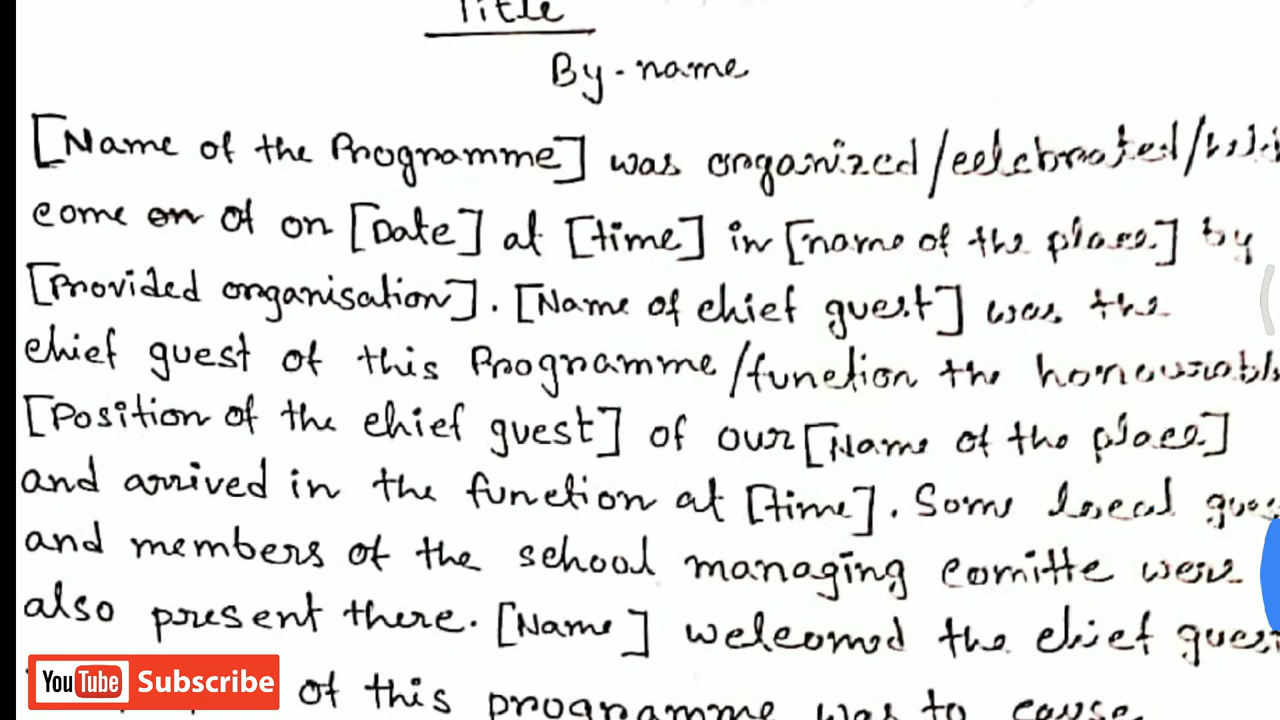 Title
By-name
[Name of the Programme] was organized/celebrated/
come on of on [Date] at [time] in [name of the place] by
[Provided organisation]. [Name of chief guest] was the
chief guest of this Programme/function the honourable
[Position of the chief guest] of our [Name of the place]
and arrived in the function at [time]. Some local
and members of the school managing comitte were
also present there. [Name] welcomed the chief guest
of this programme was to cause
YouTube Subscribe